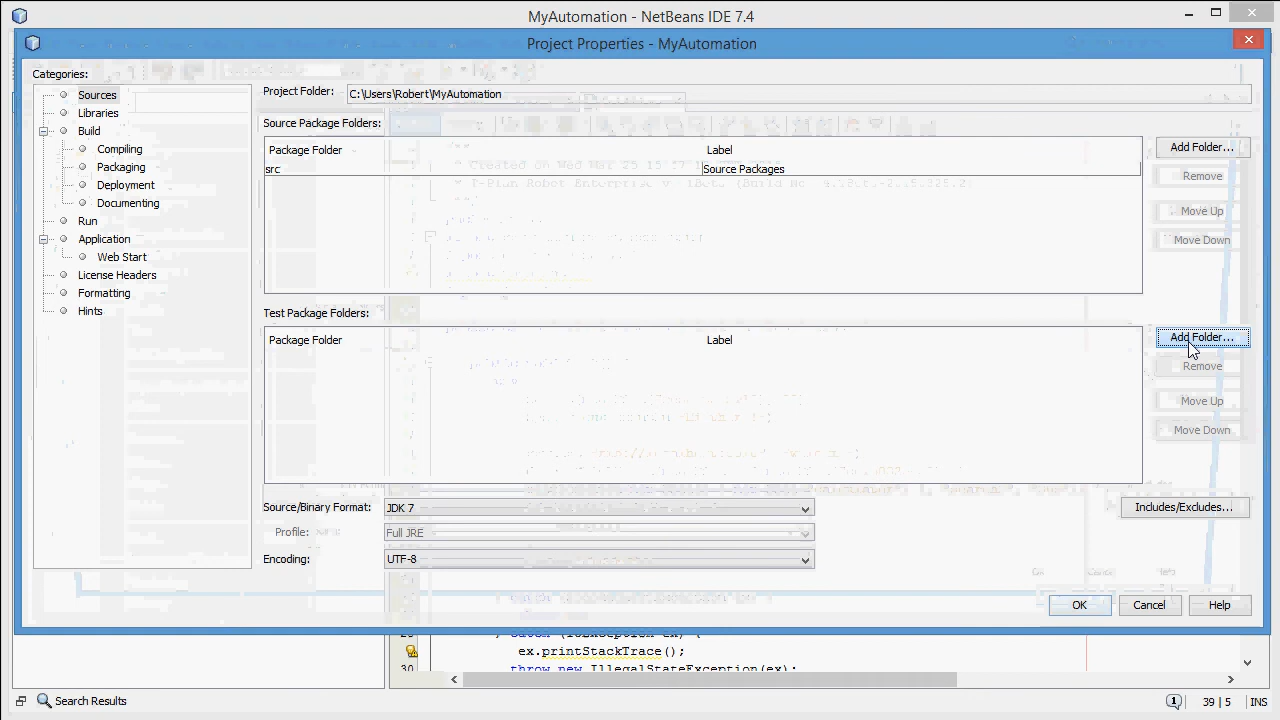 MyAutomation - NetBeans IDE 7.4
Project Properties - MyAutomation
Categories:
Sources
Libraries
Build
Compiling
Packaging
Deployment
Documenting
Run
Application
Web Start
License Headers
Formatting
Hints
Project Folder: C:\Users\Robert\MyAutomation
Source Package Folders:
Package Folder Label
src Source Packages
Add Folder...
Remove
Move Up
Move Down
Test Package Folders:
Package Folder Label
Add Folder...
Remove
Move Up
Move Down
Source/Binary Format: JDK 7
Includes/Excludes...
Profile: Full JRE
Encoding: UTF-8
OK Cancel Help
} catch (IOException ex) {
ex.printStackTrace();
30 throw new IllegalStateException(ex);
Search Results
1 39 | 5 INS